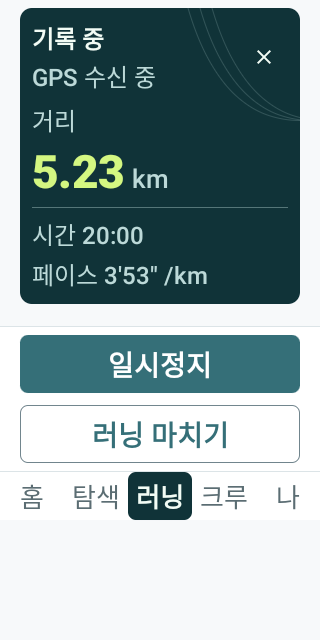 기록 중
GPS 수신 중
거리
5.23 km
시간 20:00
페이스 3'53" /km
일시정지
러닝 마치기
홈 탐색 러닝 크루 나